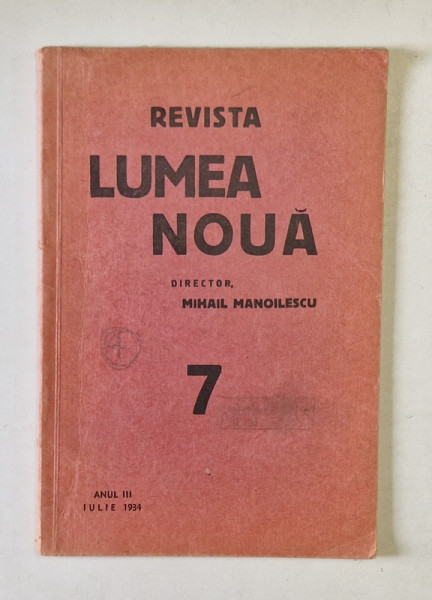 REVISTA
LUMEA
NOUĂ
DIRECTOR,
MIHAIL MANOILESCU
7
ANUL III
IULIE 1934